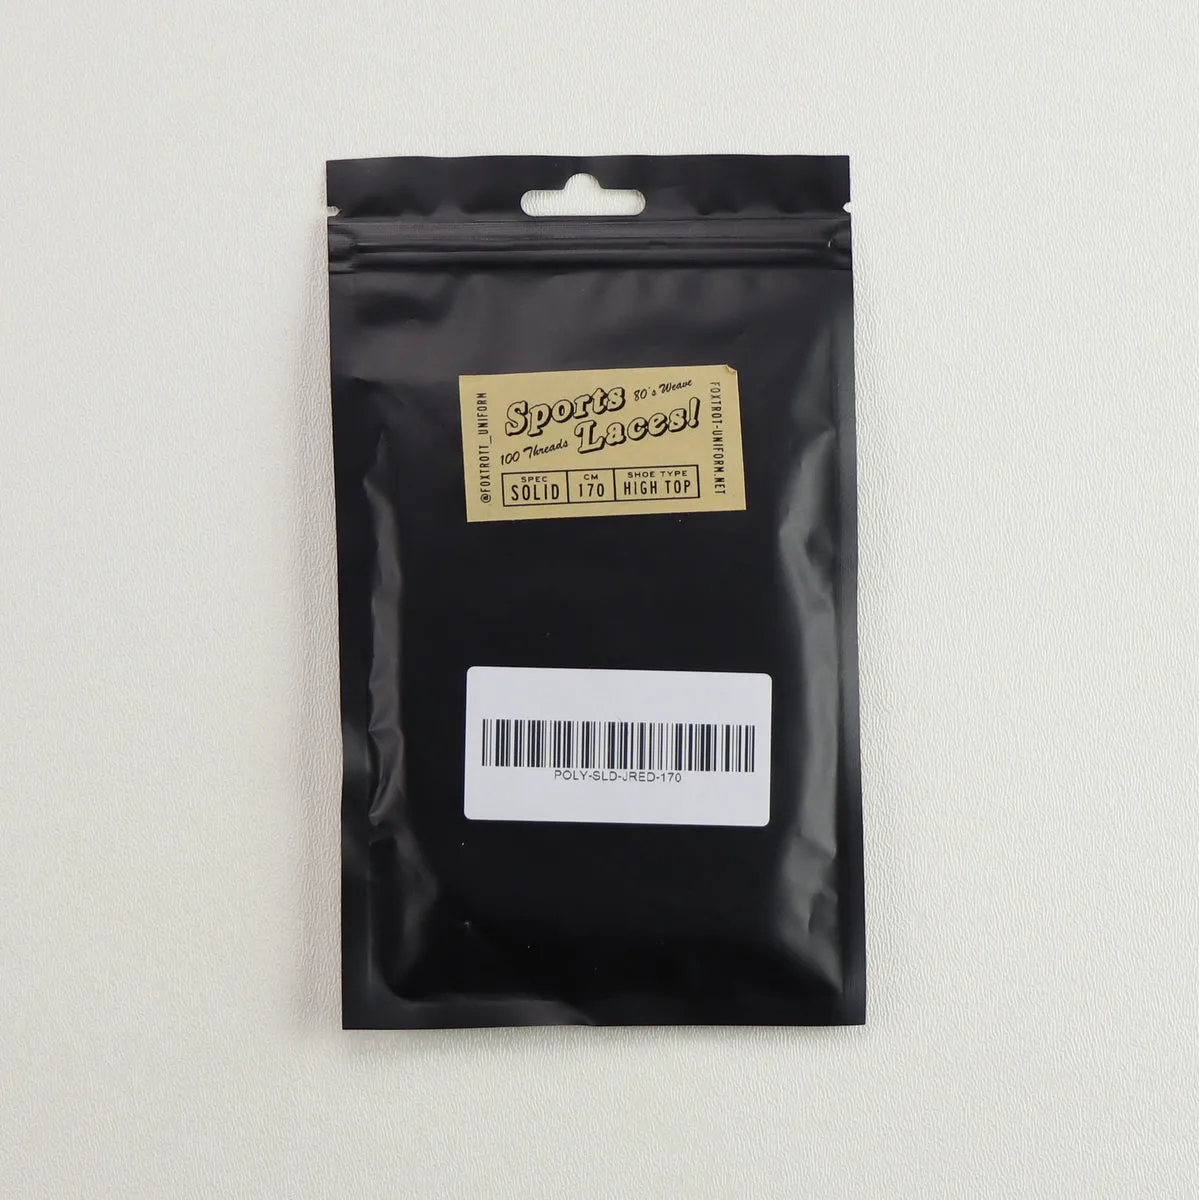 @FOXTROTT_UNIFORM
Sports 80's Weave
100 Threads Laces!
SPEC CM SHOE TYPE
SOLID 170 HIGH TOP
FOXTROT-UNIFORM.NET
POLY-SLD-JRED-170